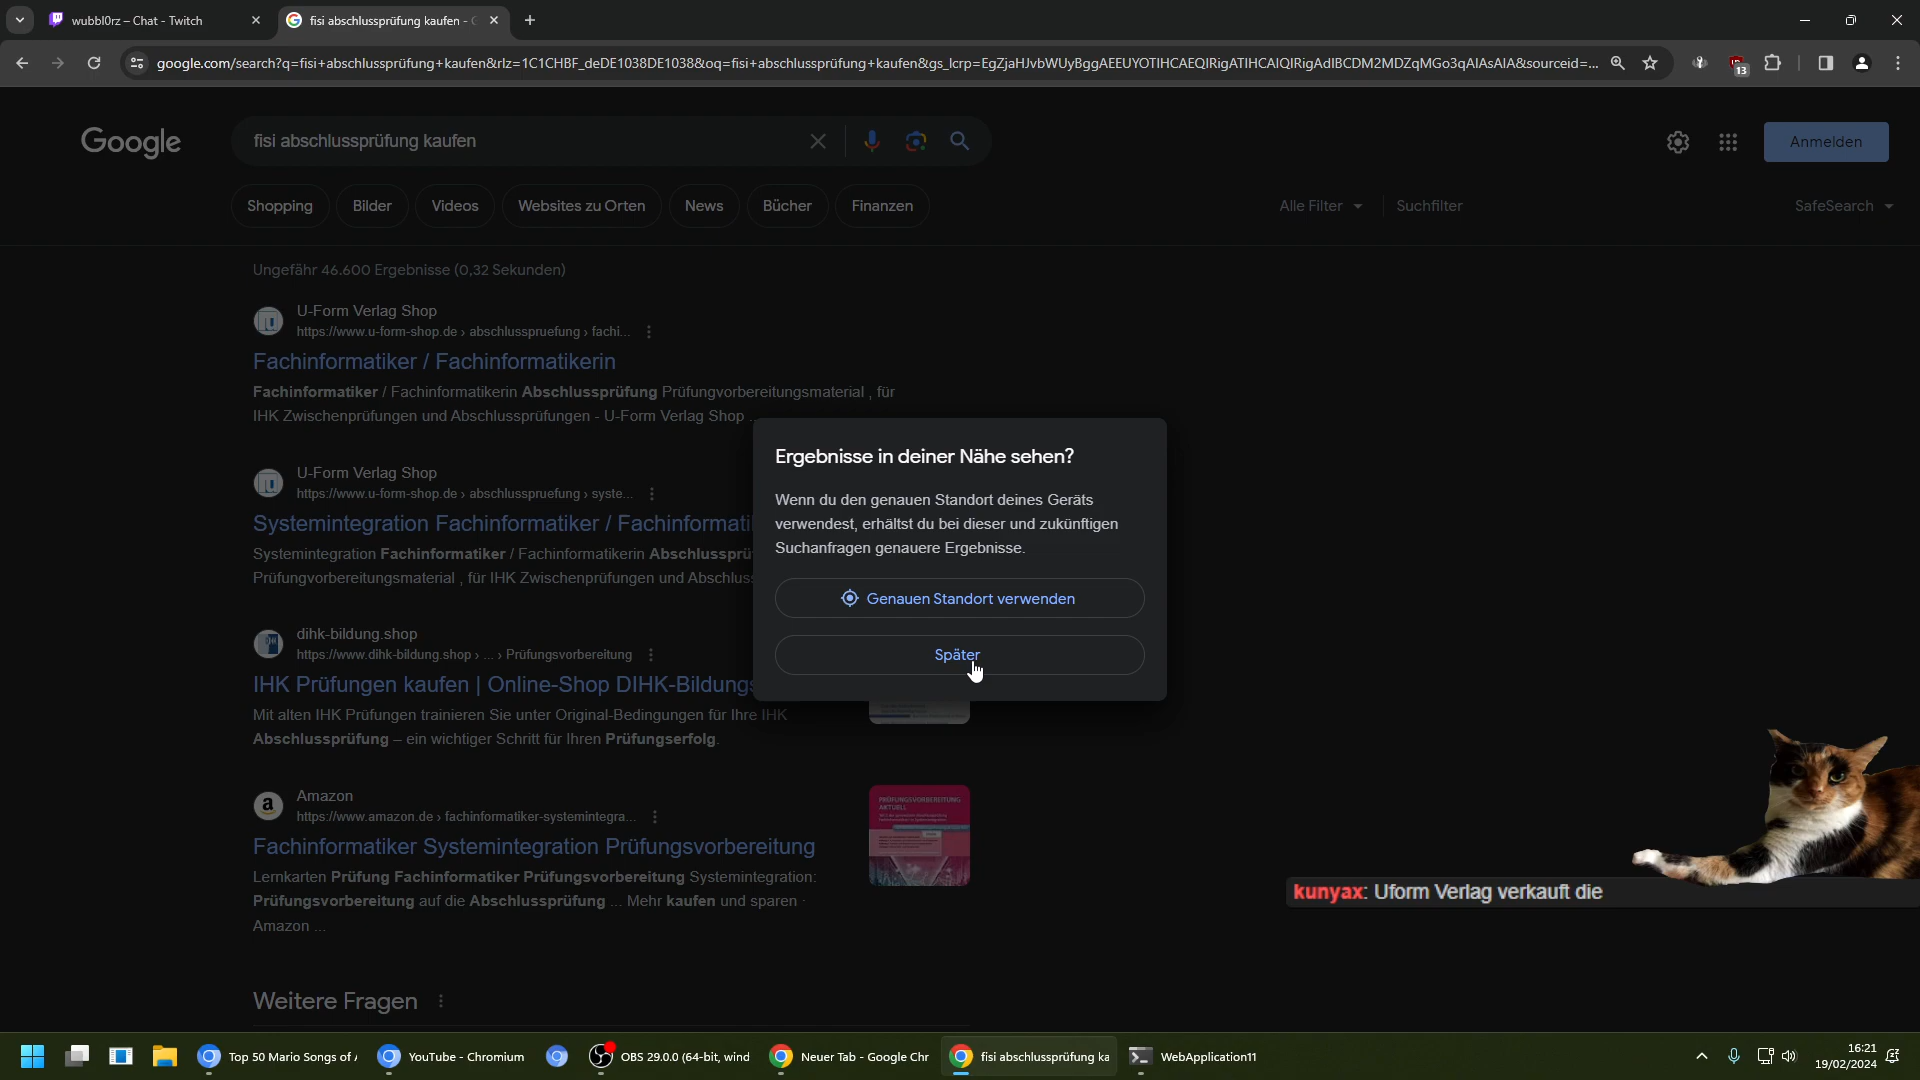 wubbl0rz – Chat - Twitch
fisi abschlussprüfung kaufen -
google.com/search?q=fisi+abschlussprüfung+kaufen&rlz=1C1CHBF_deDE1038DE1038&oq=fisi+abschlussprüfung+kaufen&gs_lcrp=EgZjaHJvbWUyBggAEEUYOTIHCAEQIRigATIHCAIQIRigAdIBCDM2MDZqMGo3qAIAsAIA&sourceid=...
13
Google
fisi abschlussprüfung kaufen
Anmelden
Shopping
Bilder
Videos
Websites zu Orten
News
Bücher
Finanzen
Alle Filter
Suchfilter
SafeSearch
Ungefähr 46.600 Ergebnisse (0,32 Sekunden)
U-Form Verlag Shop
https://www.u-form-shop.de › abschlusspruefung › fachi...
Fachinformatiker / Fachinformatikerin
Fachinformatiker / Fachinformatikerin Abschlussprüfung Prüfungvorbereitungsmaterial , für
IHK Zwischenprüfungen und Abschlussprüfungen - U-Form Verlag Shop .
U-Form Verlag Shop
https://www.u-form-shop.de › abschlusspruefung › syste...
Systemintegration Fachinformatiker / Fachinformati
Systemintegration Fachinformatiker / Fachinformatikerin Abschlussprü
Prüfungvorbereitungsmaterial , für IHK Zwischenprüfungen und Abschlus
dihk-bildung.shop
https://www.dihk-bildung.shop › ... › Prüfungsvorbereitung
IHK Prüfungen kaufen | Online-Shop DIHK-Bildungs
Mit alten IHK Prüfungen trainieren Sie unter Original-Bedingungen für Ihre IHK
Abschlussprüfung – ein wichtiger Schritt für Ihren Prüfungserfolg.
Amazon
https://www.amazon.de › fachinformatiker-systemintegra...
Fachinformatiker Systemintegration Prüfungsvorbereitung
Lernkarten Prüfung Fachinformatiker Prüfungsvorbereitung Systemintegration:
Prüfungsvorbereitung auf die Abschlussprüfung ... Mehr kaufen und sparen ·
Amazon ...
PRÜFUNGSVORBEREITUNG
AKTUELL
Weitere Fragen
Ergebnisse in deiner Nähe sehen?
Wenn du den genauen Standort deines Geräts
verwendest, erhältst du bei dieser und zukünftigen
Suchanfragen genauere Ergebnisse.
Genauen Standort verwenden
Später
kunyax: Uform Verlag verkauft die
Top 50 Mario Songs of
YouTube - Chromium
OBS 29.0.0 (64-bit, wind
Neuer Tab - Google Chr
fisi abschlussprüfung ka
WebApplication11
16:21
19/02/2024